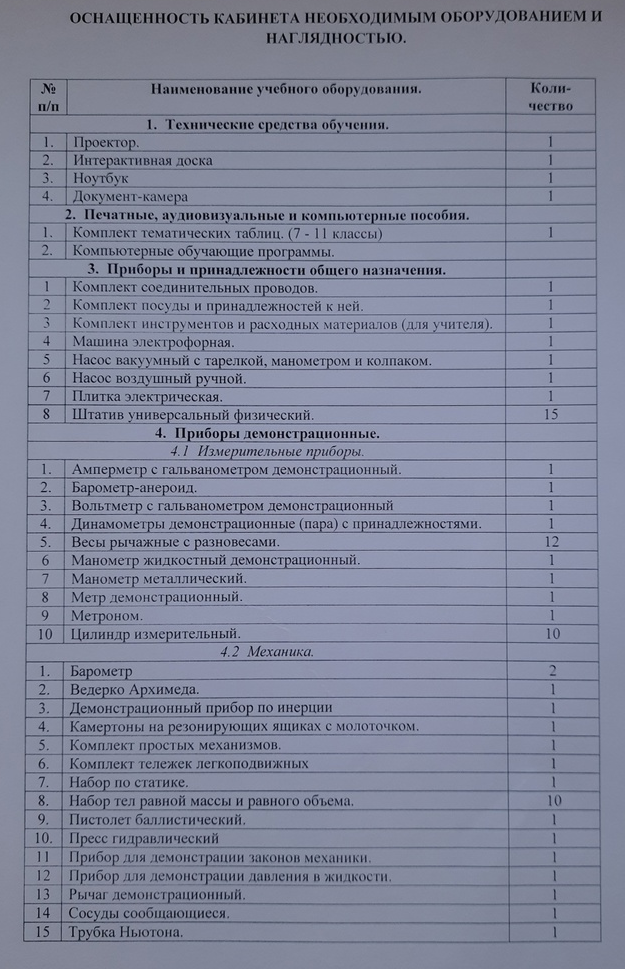 ОСНАЩЕННОСТЬ КАБИНЕТА НЕОБХОДИМЫМ ОБОРУДОВАНИЕМ И
НАГЛЯДНОСТЬЮ.
№ п/п Наименование учебного оборудования. Коли-чество
1. Технические средства обучения.
1. Проектор. 1
2. Интерактивная доска 1
3. Ноутбук 1
4. Документ-камера 1
2. Печатные, аудиовизуальные и компьютерные пособия.
1. Комплект тематических таблиц. (7 - 11 классы) 1
2. Компьютерные обучающие программы.
3. Приборы и принадлежности общего назначения.
1 Комплект соединительных проводов. 1
2 Комплект посуды и принадлежностей к ней. 1
3 Комплект инструментов и расходных материалов (для учителя). 1
4 Машина электрофорная. 1
5 Насос вакуумный с тарелкой, манометром и колпаком. 1
6 Насос воздушный ручной. 1
7 Плитка электрическая. 1
8 Штатив универсальный физический. 15
4. Приборы демонстрационные.
4.1 Измерительные приборы.
1. Амперметр с гальванометром демонстрационный. 1
2. Барометр-анероид. 1
3. Вольтметр с гальванометром демонстрационный 1
4. Динамометры демонстрационные (пара) с принадлежностями. 1
5. Весы рычажные с разновесами. 12
6 Манометр жидкостный демонстрационный. 1
7 Манометр металлический. 1
8 Метр демонстрационный. 1
9 Метроном. 1
10 Цилиндр измерительный. 10
4.2 Механика.
1. Барометр 2
2. Ведерко Архимеда. 1
3. Демонстрационный прибор по инерции 1
4. Камертоны на резонирующих ящиках с молоточком. 1
5. Комплект простых механизмов. 1
6. Комплект тележек легкоподвижных 1
7. Набор по статике. 1
8. Набор тел равной массы и равного объема. 10
9. Пистолет баллистический. 1
10. Пресс гидравлический 1
11 Прибор для демонстрации законов механики. 1
12 Прибор для демонстрации давления в жидкости. 1
13 Рычаг демонстрационный. 1
14 Сосуды сообщающиеся. 1
15 Трубка Ньютона. 1